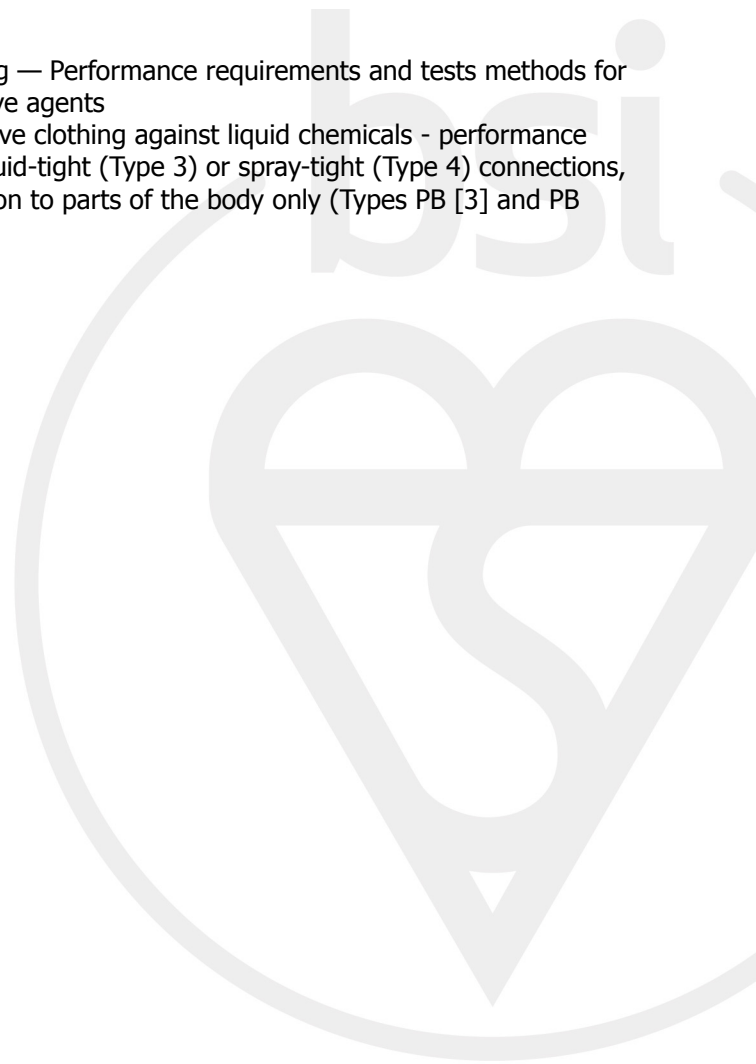 bsi
g — Performance requirements and tests methods for
ve agents
ve clothing against liquid chemicals - performance
uid-tight (Type 3) or spray-tight (Type 4) connections,
on to parts of the body only (Types PB [3] and PB